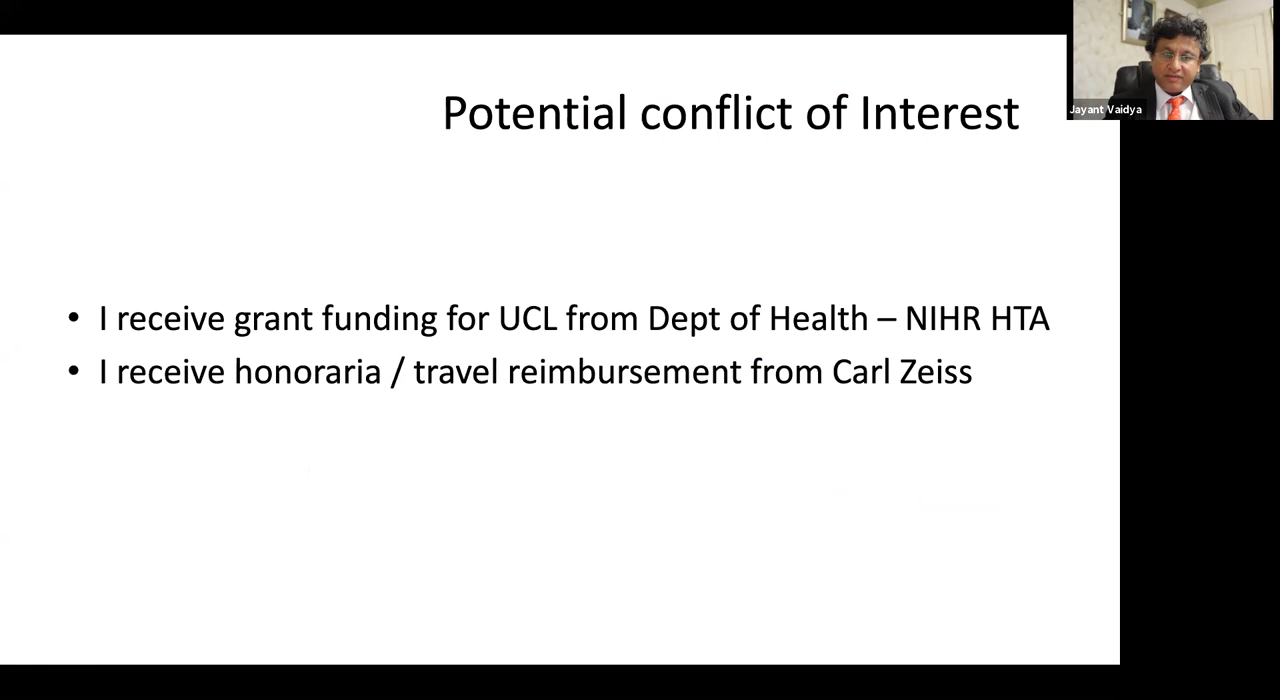 Potential conflict of Interest
Jayant Vaidya
• I receive grant funding for UCL from Dept of Health – NIHR HTA
• I receive honoraria / travel reimbursement from Carl Zeiss